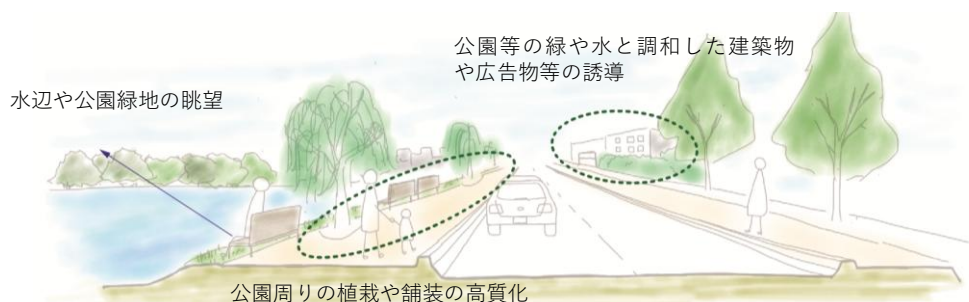 公園等の緑や水と調和した建築物
や広告物等の誘導
水辺や公園緑地の眺望
公園周りの植栽や舗装の高質化